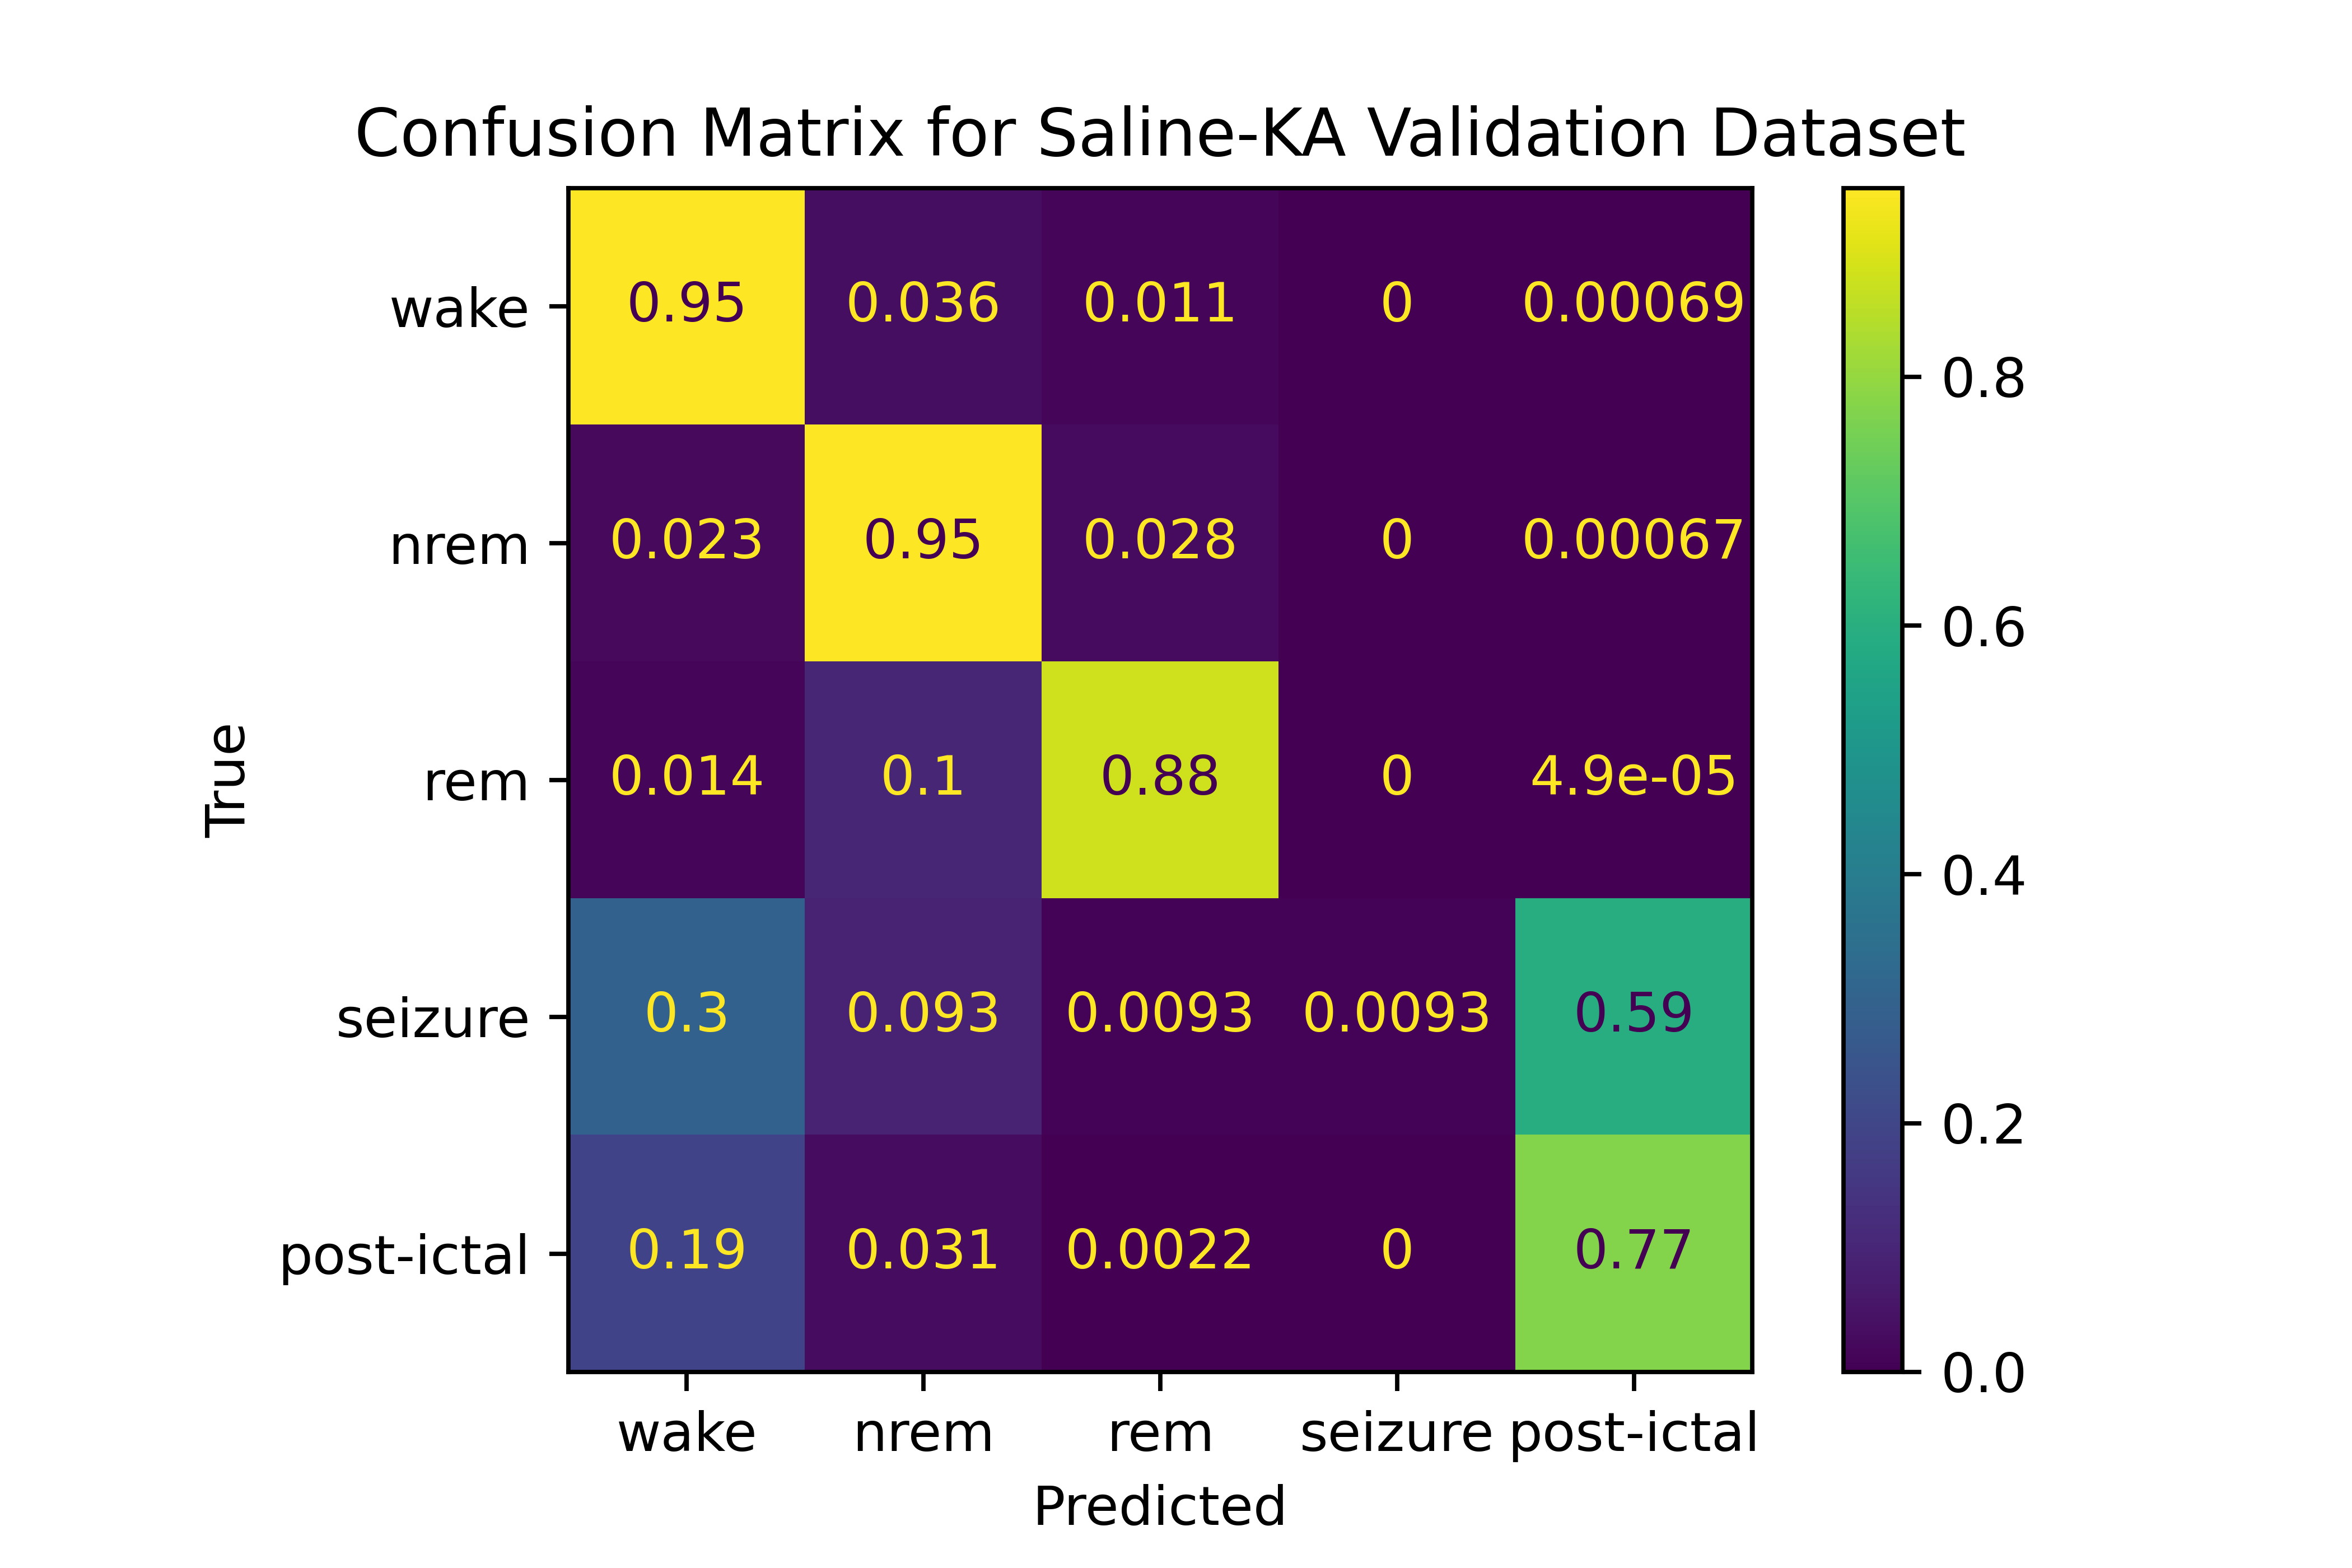 Confusion Matrix for Saline-KA Validation Dataset
wake 0.95 0.036 0.011 0 0.00069
nrem 0.023 0.95 0.028 0 0.00067
rem 0.014 0.1 0.88 0 4.9e-05
seizure 0.3 0.093 0.0093 0.0093 0.59
post-ictal 0.19 0.031 0.0022 0 0.77
wake nrem rem seizure post-ictal
Predicted
True
0.8
0.6
0.4
0.2
0.0